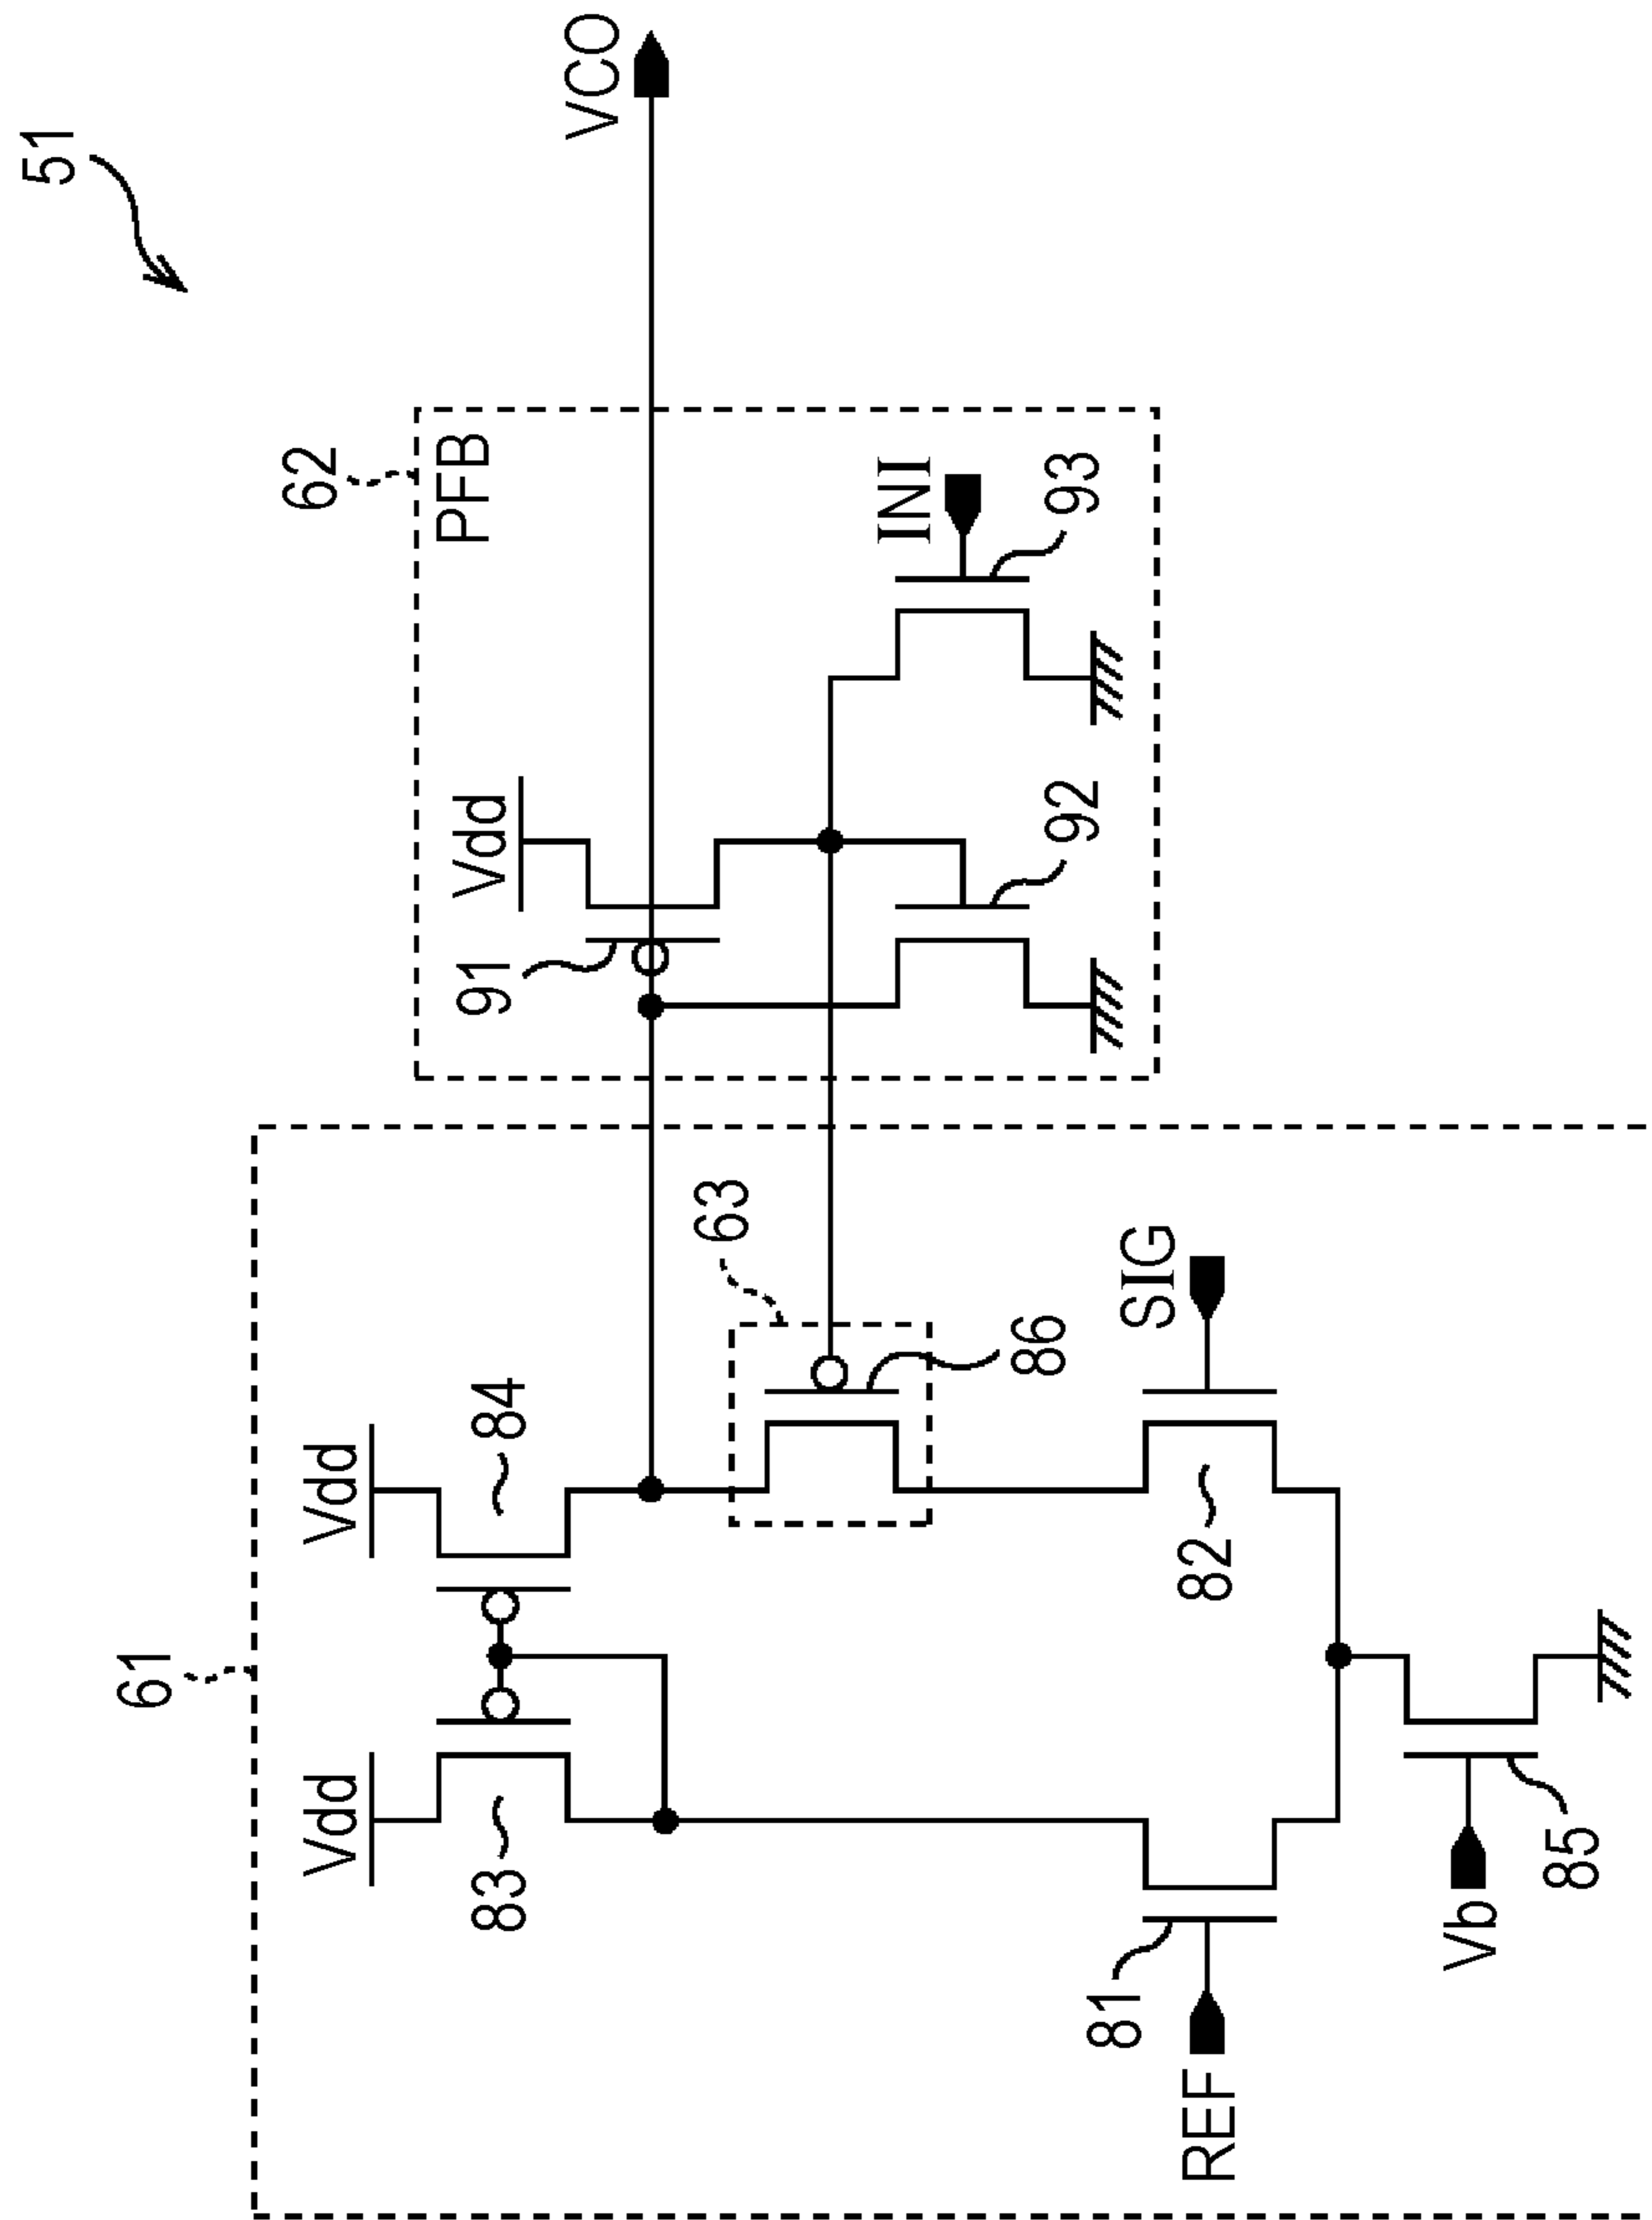 51
61
62
PFB
Vdd
Vdd
Vdd
83
84
91
VCO
63
86
92
INI
93
REF
81
82
SIG
Vb
85